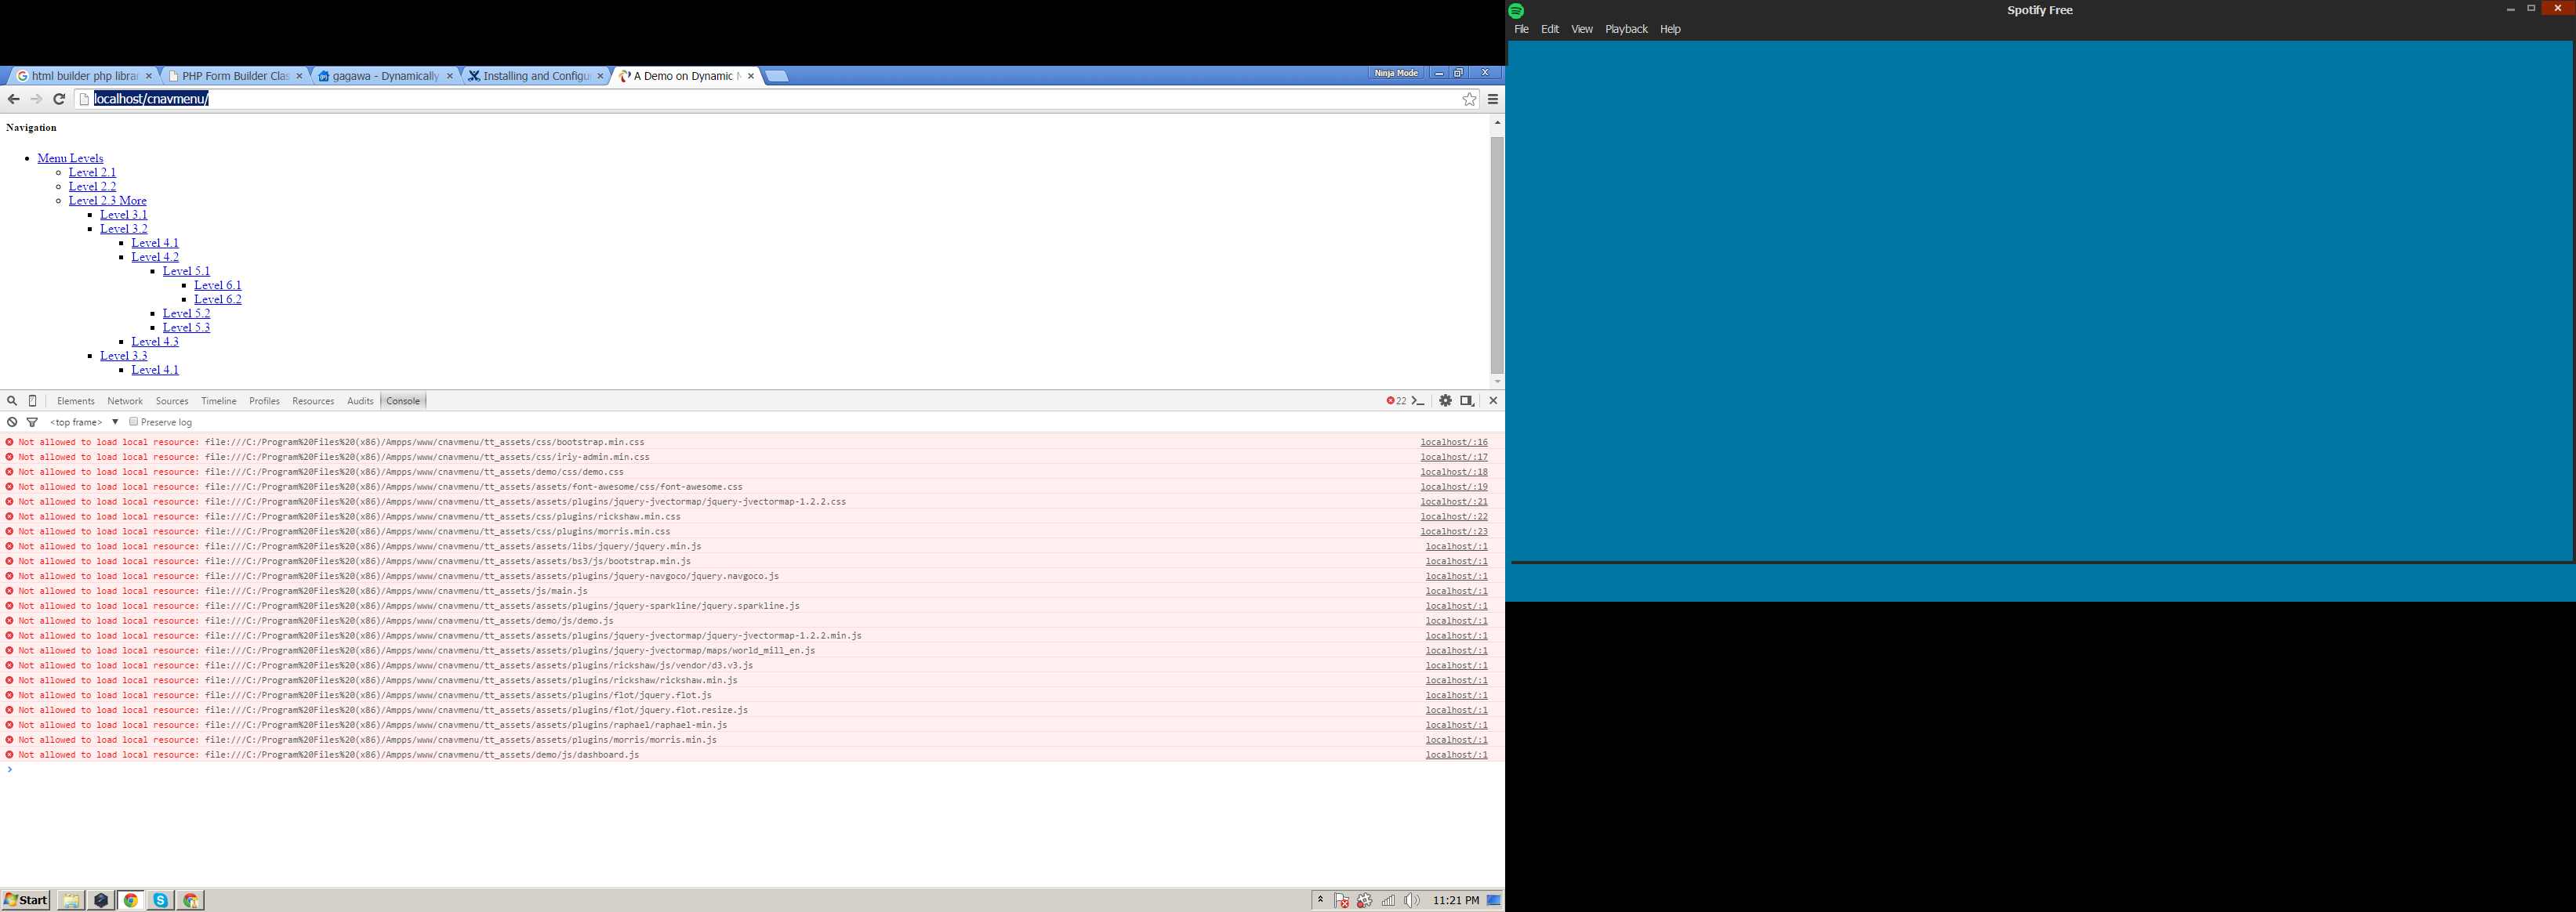 html builder php librar
PHP Form Builder Clas
gagawa - Dynamically
Installing and Configu
A Demo on Dynamic M
Ninja Mode
localhost/cnavmenu/
Navigation
Menu Levels
Level 2.1
Level 2.2
Level 2.3 More
Level 3.1
Level 3.2
Level 4.1
Level 4.2
Level 5.1
Level 6.1
Level 6.2
Level 5.2
Level 5.3
Level 4.3
Level 3.3
Level 4.1
Elements Network Sources Timeline Profiles Resources Audits Console 22
<top frame> Preserve log
Not allowed to load local resource: file:///C:/Program%20Files%20(x86)/Ampps/www/cnavmenu/tt_assets/css/bootstrap.min.css localhost/:16
Not allowed to load local resource: file:///C:/Program%20Files%20(x86)/Ampps/www/cnavmenu/tt_assets/css/iriy-admin.min.css localhost/:17
Not allowed to load local resource: file:///C:/Program%20Files%20(x86)/Ampps/www/cnavmenu/tt_assets/demo/css/demo.css localhost/:18
Not allowed to load local resource: file:///C:/Program%20Files%20(x86)/Ampps/www/cnavmenu/tt_assets/assets/font-awesome/css/font-awesome.css localhost/:19
Not allowed to load local resource: file:///C:/Program%20Files%20(x86)/Ampps/www/cnavmenu/tt_assets/assets/plugins/jquery-jvectormap/jquery-jvectormap-1.2.2.css localhost/:21
Not allowed to load local resource: file:///C:/Program%20Files%20(x86)/Ampps/www/cnavmenu/tt_assets/css/plugins/rickshaw.min.css localhost/:22
Not allowed to load local resource: file:///C:/Program%20Files%20(x86)/Ampps/www/cnavmenu/tt_assets/css/plugins/morris.min.css localhost/:23
Not allowed to load local resource: file:///C:/Program%20Files%20(x86)/Ampps/www/cnavmenu/tt_assets/assets/libs/jquery/jquery.min.js localhost/:1
Not allowed to load local resource: file:///C:/Program%20Files%20(x86)/Ampps/www/cnavmenu/tt_assets/assets/bs3/js/bootstrap.min.js localhost/:1
Not allowed to load local resource: file:///C:/Program%20Files%20(x86)/Ampps/www/cnavmenu/tt_assets/assets/plugins/jquery-navgoco/jquery.navgoco.js localhost/:1
Not allowed to load local resource: file:///C:/Program%20Files%20(x86)/Ampps/www/cnavmenu/tt_assets/js/main.js localhost/:1
Not allowed to load local resource: file:///C:/Program%20Files%20(x86)/Ampps/www/cnavmenu/tt_assets/assets/plugins/jquery-sparkline/jquery.sparkline.js localhost/:1
Not allowed to load local resource: file:///C:/Program%20Files%20(x86)/Ampps/www/cnavmenu/tt_assets/demo/js/demo.js localhost/:1
Not allowed to load local resource: file:///C:/Program%20Files%20(x86)/Ampps/www/cnavmenu/tt_assets/assets/plugins/jquery-jvectormap/jquery-jvectormap-1.2.2.min.js localhost/:1
Not allowed to load local resource: file:///C:/Program%20Files%20(x86)/Ampps/www/cnavmenu/tt_assets/assets/plugins/jquery-jvectormap/maps/world_mill_en.js localhost/:1
Not allowed to load local resource: file:///C:/Program%20Files%20(x86)/Ampps/www/cnavmenu/tt_assets/assets/plugins/rickshaw/js/vendor/d3.v3.js localhost/:1
Not allowed to load local resource: file:///C:/Program%20Files%20(x86)/Ampps/www/cnavmenu/tt_assets/assets/plugins/rickshaw/rickshaw.min.js localhost/:1
Not allowed to load local resource: file:///C:/Program%20Files%20(x86)/Ampps/www/cnavmenu/tt_assets/assets/plugins/flot/jquery.flot.js localhost/:1
Not allowed to load local resource: file:///C:/Program%20Files%20(x86)/Ampps/www/cnavmenu/tt_assets/assets/plugins/flot/jquery.flot.resize.js localhost/:1
Not allowed to load local resource: file:///C:/Program%20Files%20(x86)/Ampps/www/cnavmenu/tt_assets/assets/plugins/raphael/raphael-min.js localhost/:1
Not allowed to load local resource: file:///C:/Program%20Files%20(x86)/Ampps/www/cnavmenu/tt_assets/assets/plugins/morris/morris.min.js localhost/:1
Not allowed to load local resource: file:///C:/Program%20Files%20(x86)/Ampps/www/cnavmenu/tt_assets/demo/js/dashboard.js localhost/:1
Start
11:21 PM
Spotify Free
File Edit View Playback Help